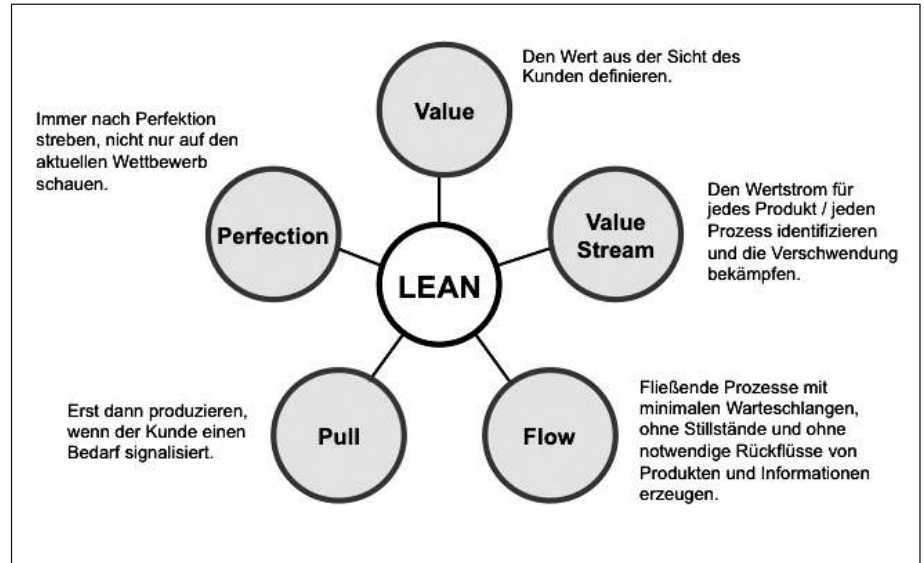 Value
Den Wert aus der Sicht des
Kunden definieren.
Value
Stream
Den Wertstrom für
jedes Produkt / jeden
Prozess identifizieren
und die Verschwendung
bekämpfen.
Flow
Fließende Prozesse mit
minimalen Warteschlangen,
ohne Stillstände und ohne
notwendige Rückflüsse von
Produkten und Informationen
erzeugen.
Pull
Erst dann produzieren,
wenn der Kunde einen
Bedarf signalisiert.
Perfection
Immer nach Perfektion
streben, nicht nur auf den
aktuellen Wettbewerb
schauen.
LEAN